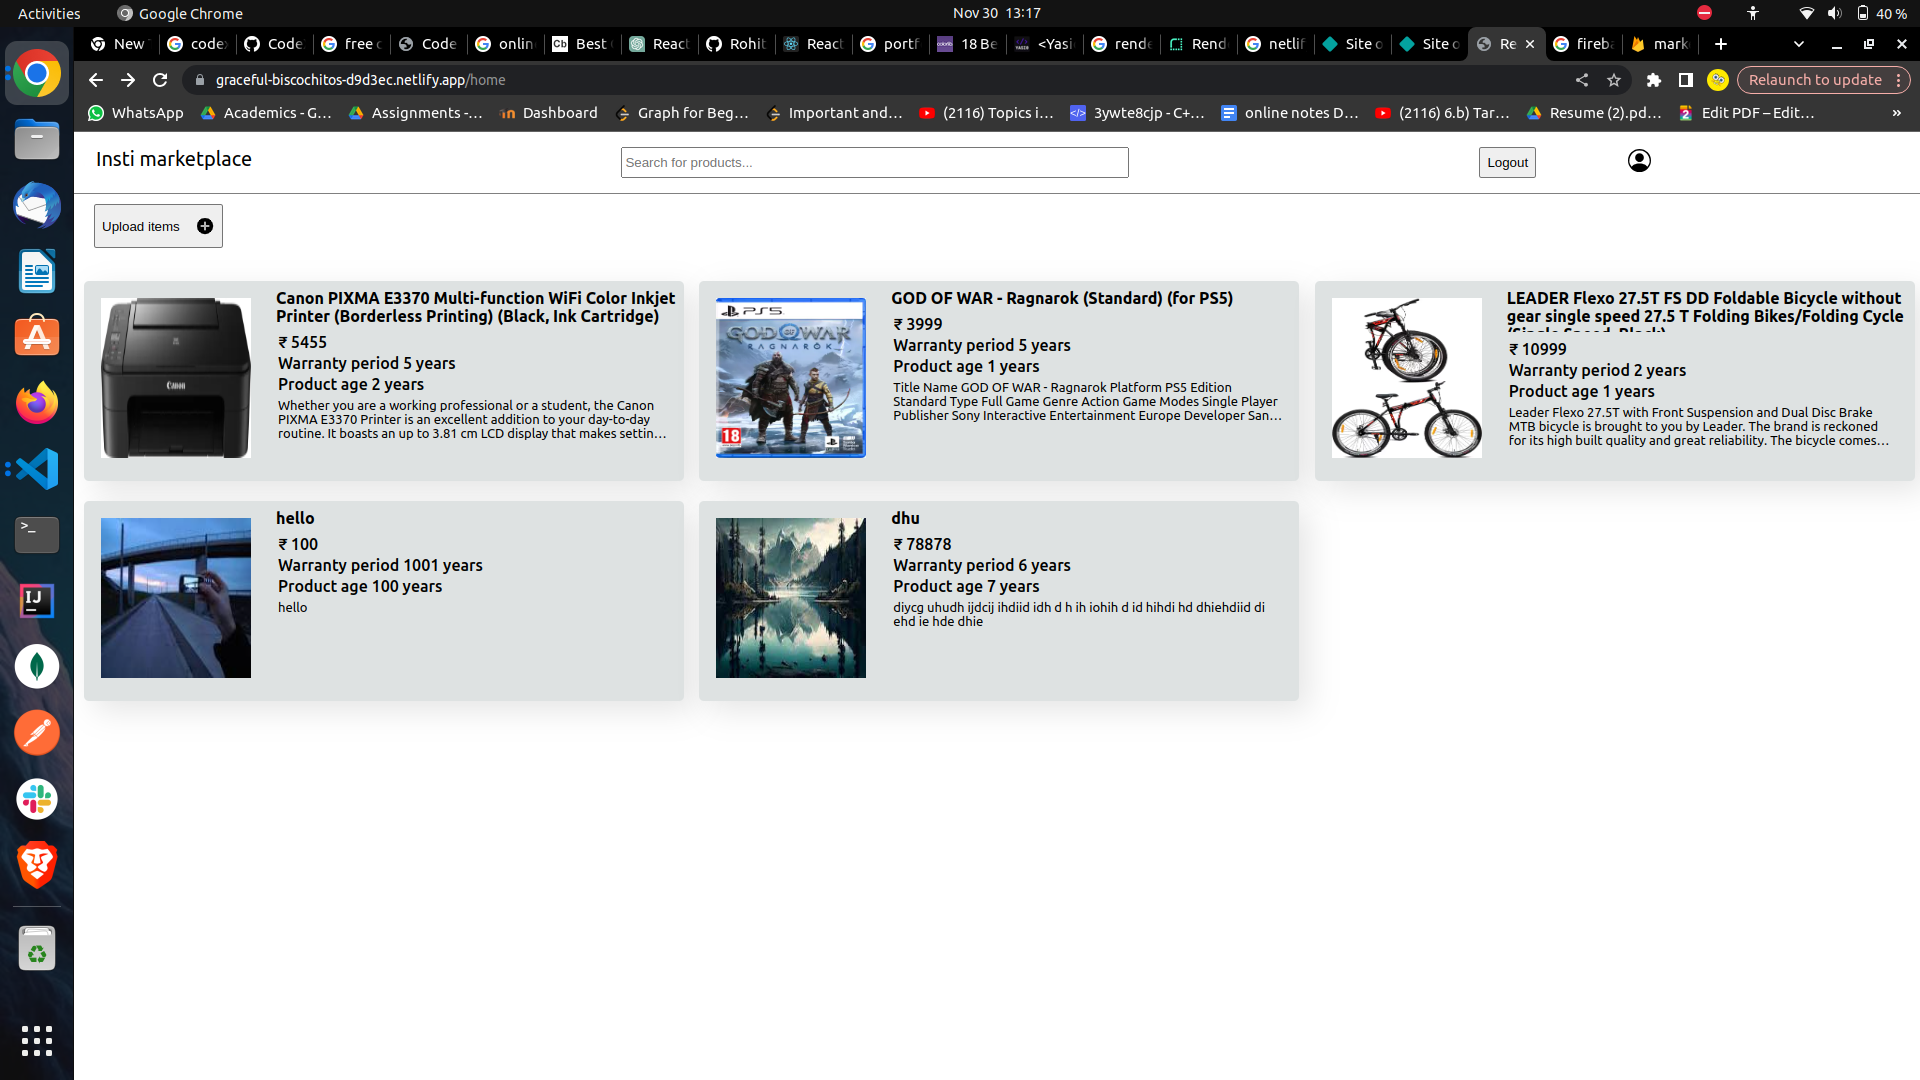 Activities
Google Chrome
Nov 30 13:17
40 %
New
codex
Code
free c
Code
onlin
Cb
Best
React
Rohit
React
portf
18 Be
<Yasi
rende
Rend
netlif
Site o
Site o
Re
fireba
mark
graceful-biscochitos-d9d3ec.netlify.app/home
Relaunch to update
WhatsApp
Academics - G...
Assignments -...
Dashboard
Graph for Beg...
Important and...
(2116) Topics i...
3ywte8cjp - C+...
online notes D...
(2116) 6.b) Tar...
Resume (2).pd...
Edit PDF – Edit...
»
Insti marketplace
Search for products...
Logout
Upload items
Canon PIXMA E3370 Multi-function WiFi Color Inkjet
Printer (Borderless Printing) (Black, Ink Cartridge)
₹ 5455
Warranty period 5 years
Product age 2 years
Whether you are a working professional or a student, the Canon
PIXMA E3370 Printer is an excellent addition to your day-to-day
routine. It boasts an up to 3.81 cm LCD display that makes settin...
Canon
GOD OF WAR - Ragnarok (Standard) (for PS5)
₹ 3999
Warranty period 5 years
Product age 1 years
Title Name GOD OF WAR - Ragnarok Platform PS5 Edition
Standard Type Full Game Genre Action Game Modes Single Player
Publisher Sony Interactive Entertainment Europe Developer San...
PS5
GOD OF WAR
RAGNARÖK
18
LEADER Flexo 27.5T FS DD Foldable Bicycle without
gear single speed 27.5 T Folding Bikes/Folding Cycle
(Single Speed, Black)
₹ 10999
Warranty period 2 years
Product age 1 years
Leader Flexo 27.5T with Front Suspension and Dual Disc Brake
MTB bicycle is brought to you by Leader. The brand is reckoned
for its high built quality and great reliability. The bicycle comes...
hello
₹ 100
Warranty period 1001 years
Product age 100 years
hello
dhu
₹ 78878
Warranty period 6 years
Product age 7 years
diycg uhudh ijdcij ihdiid idh d h ih iohih d id hihdi hd dhiehdiid di
ehd ie hde dhie